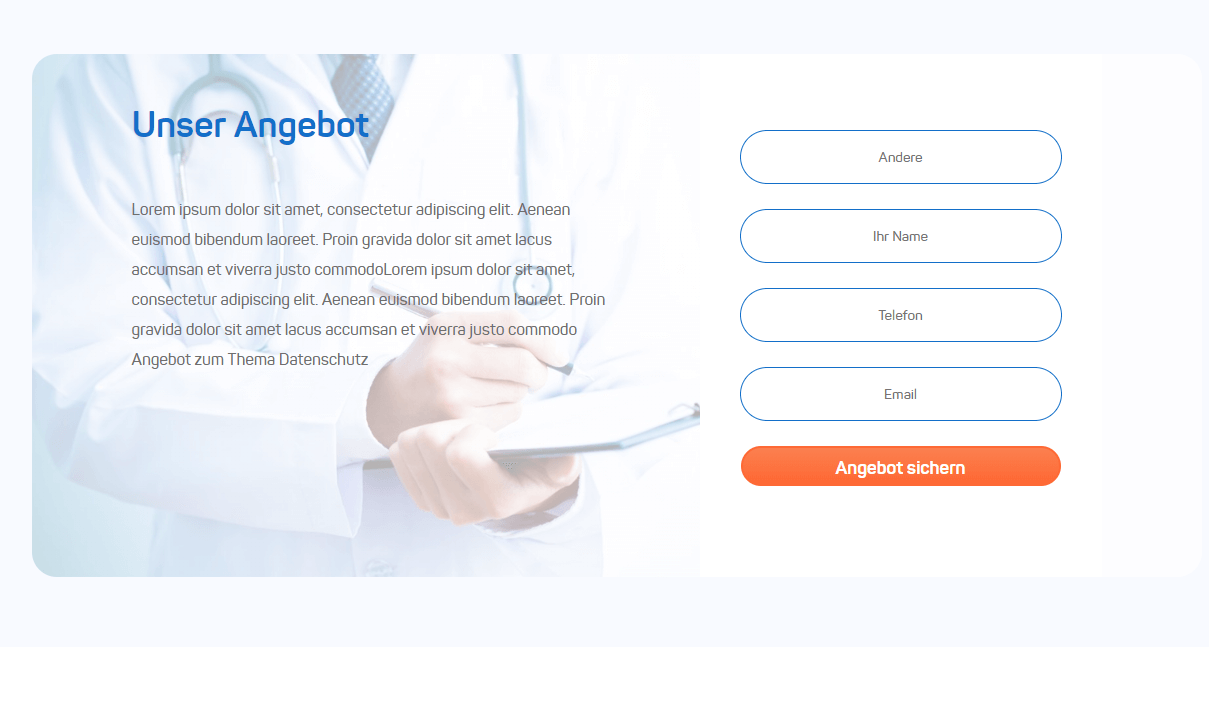 Unser Angebot
Lorem ipsum dolor sit amet, consectetur adipiscing elit. Aenean
euismod bibendum laoreet. Proin gravida dolor sit amet lacus
accumsan et viverra justo commodoLorem ipsum dolor sit amet,
consectetur adipiscing elit. Aenean euismod bibendum laoreet. Proin
gravida dolor sit amet lacus accumsan et viverra justo commodo
Angebot zum Thema Datenschutz
Andere
Ihr Name
Telefon
Email
Angebot sichern